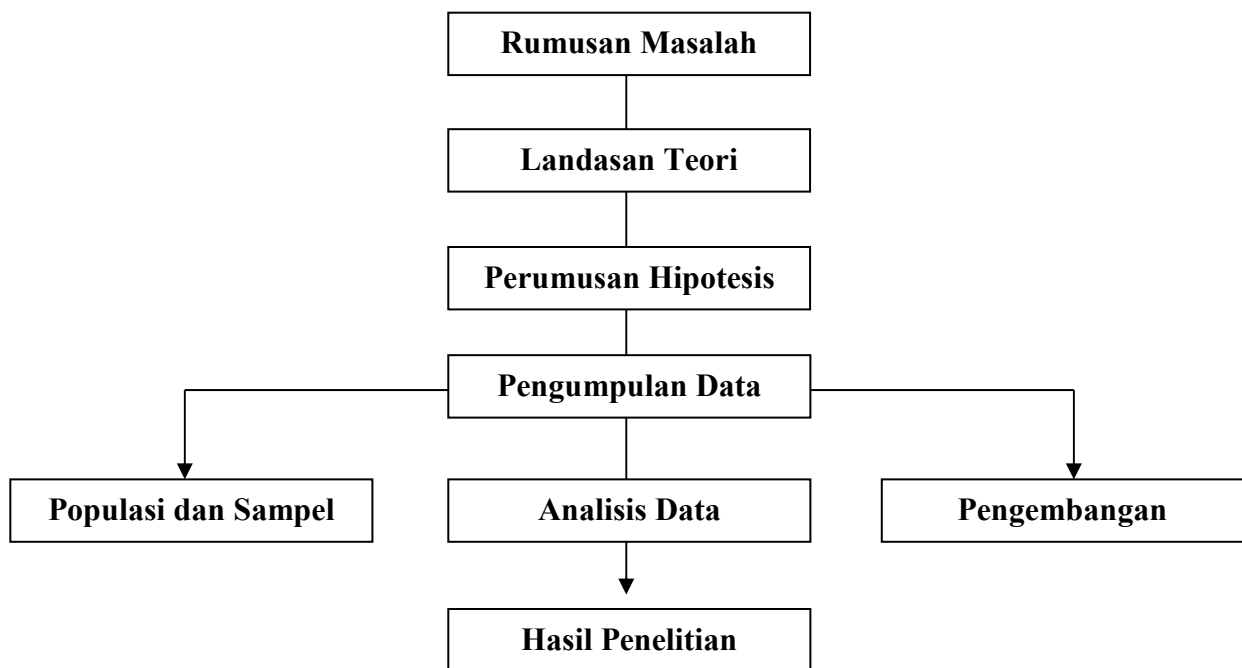 Rumusan Masalah
Landasan Teori
Perumusan Hipotesis
Pengumpulan Data
Populasi dan Sampel
Analisis Data
Pengembangan
Hasil Penelitian